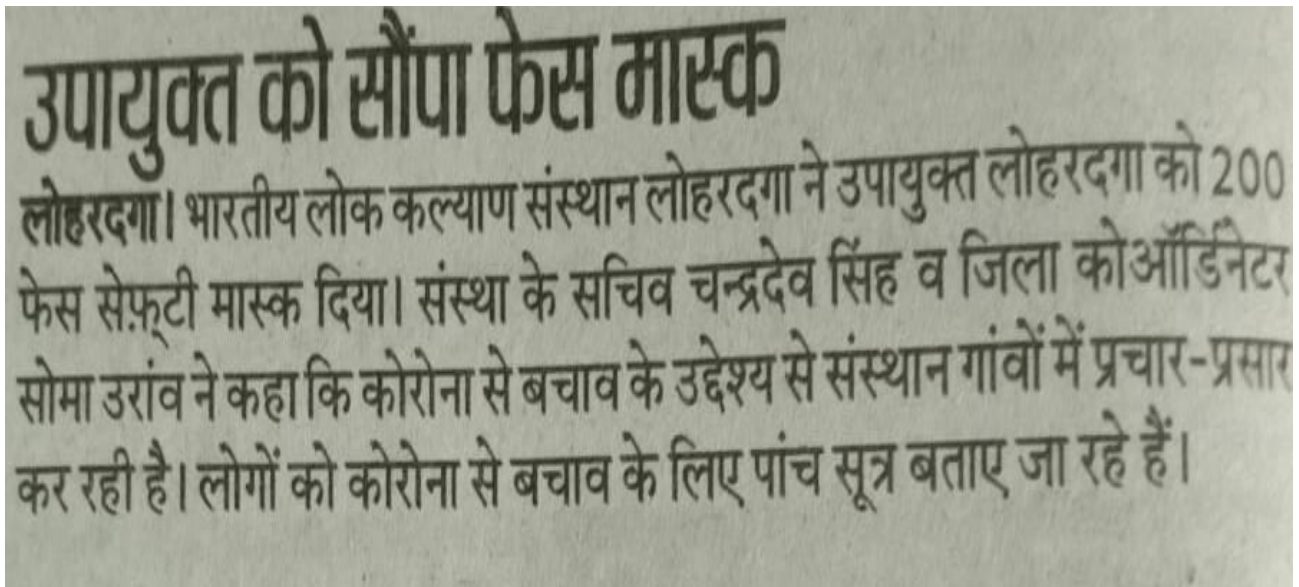 उपायुक्त को सौंपा फेस मास्क
लोहरदगा। भारतीय लोक कल्याण संस्थान लोहरदगा ने उपायुक्त लोहरदगा को 200
फेस सेफ़्टी मास्क दिया। संस्था के सचिव चन्द्रदेव सिंह व जिला कोऑर्डिनेटर
सोमा उरांव ने कहा कि कोरोना से बचाव के उद्देश्य से संस्थान गांवों में प्रचार-प्रसार
कर रही है। लोगों को कोरोना से बचाव के लिए पांच सूत्र बताए जा रहे हैं।